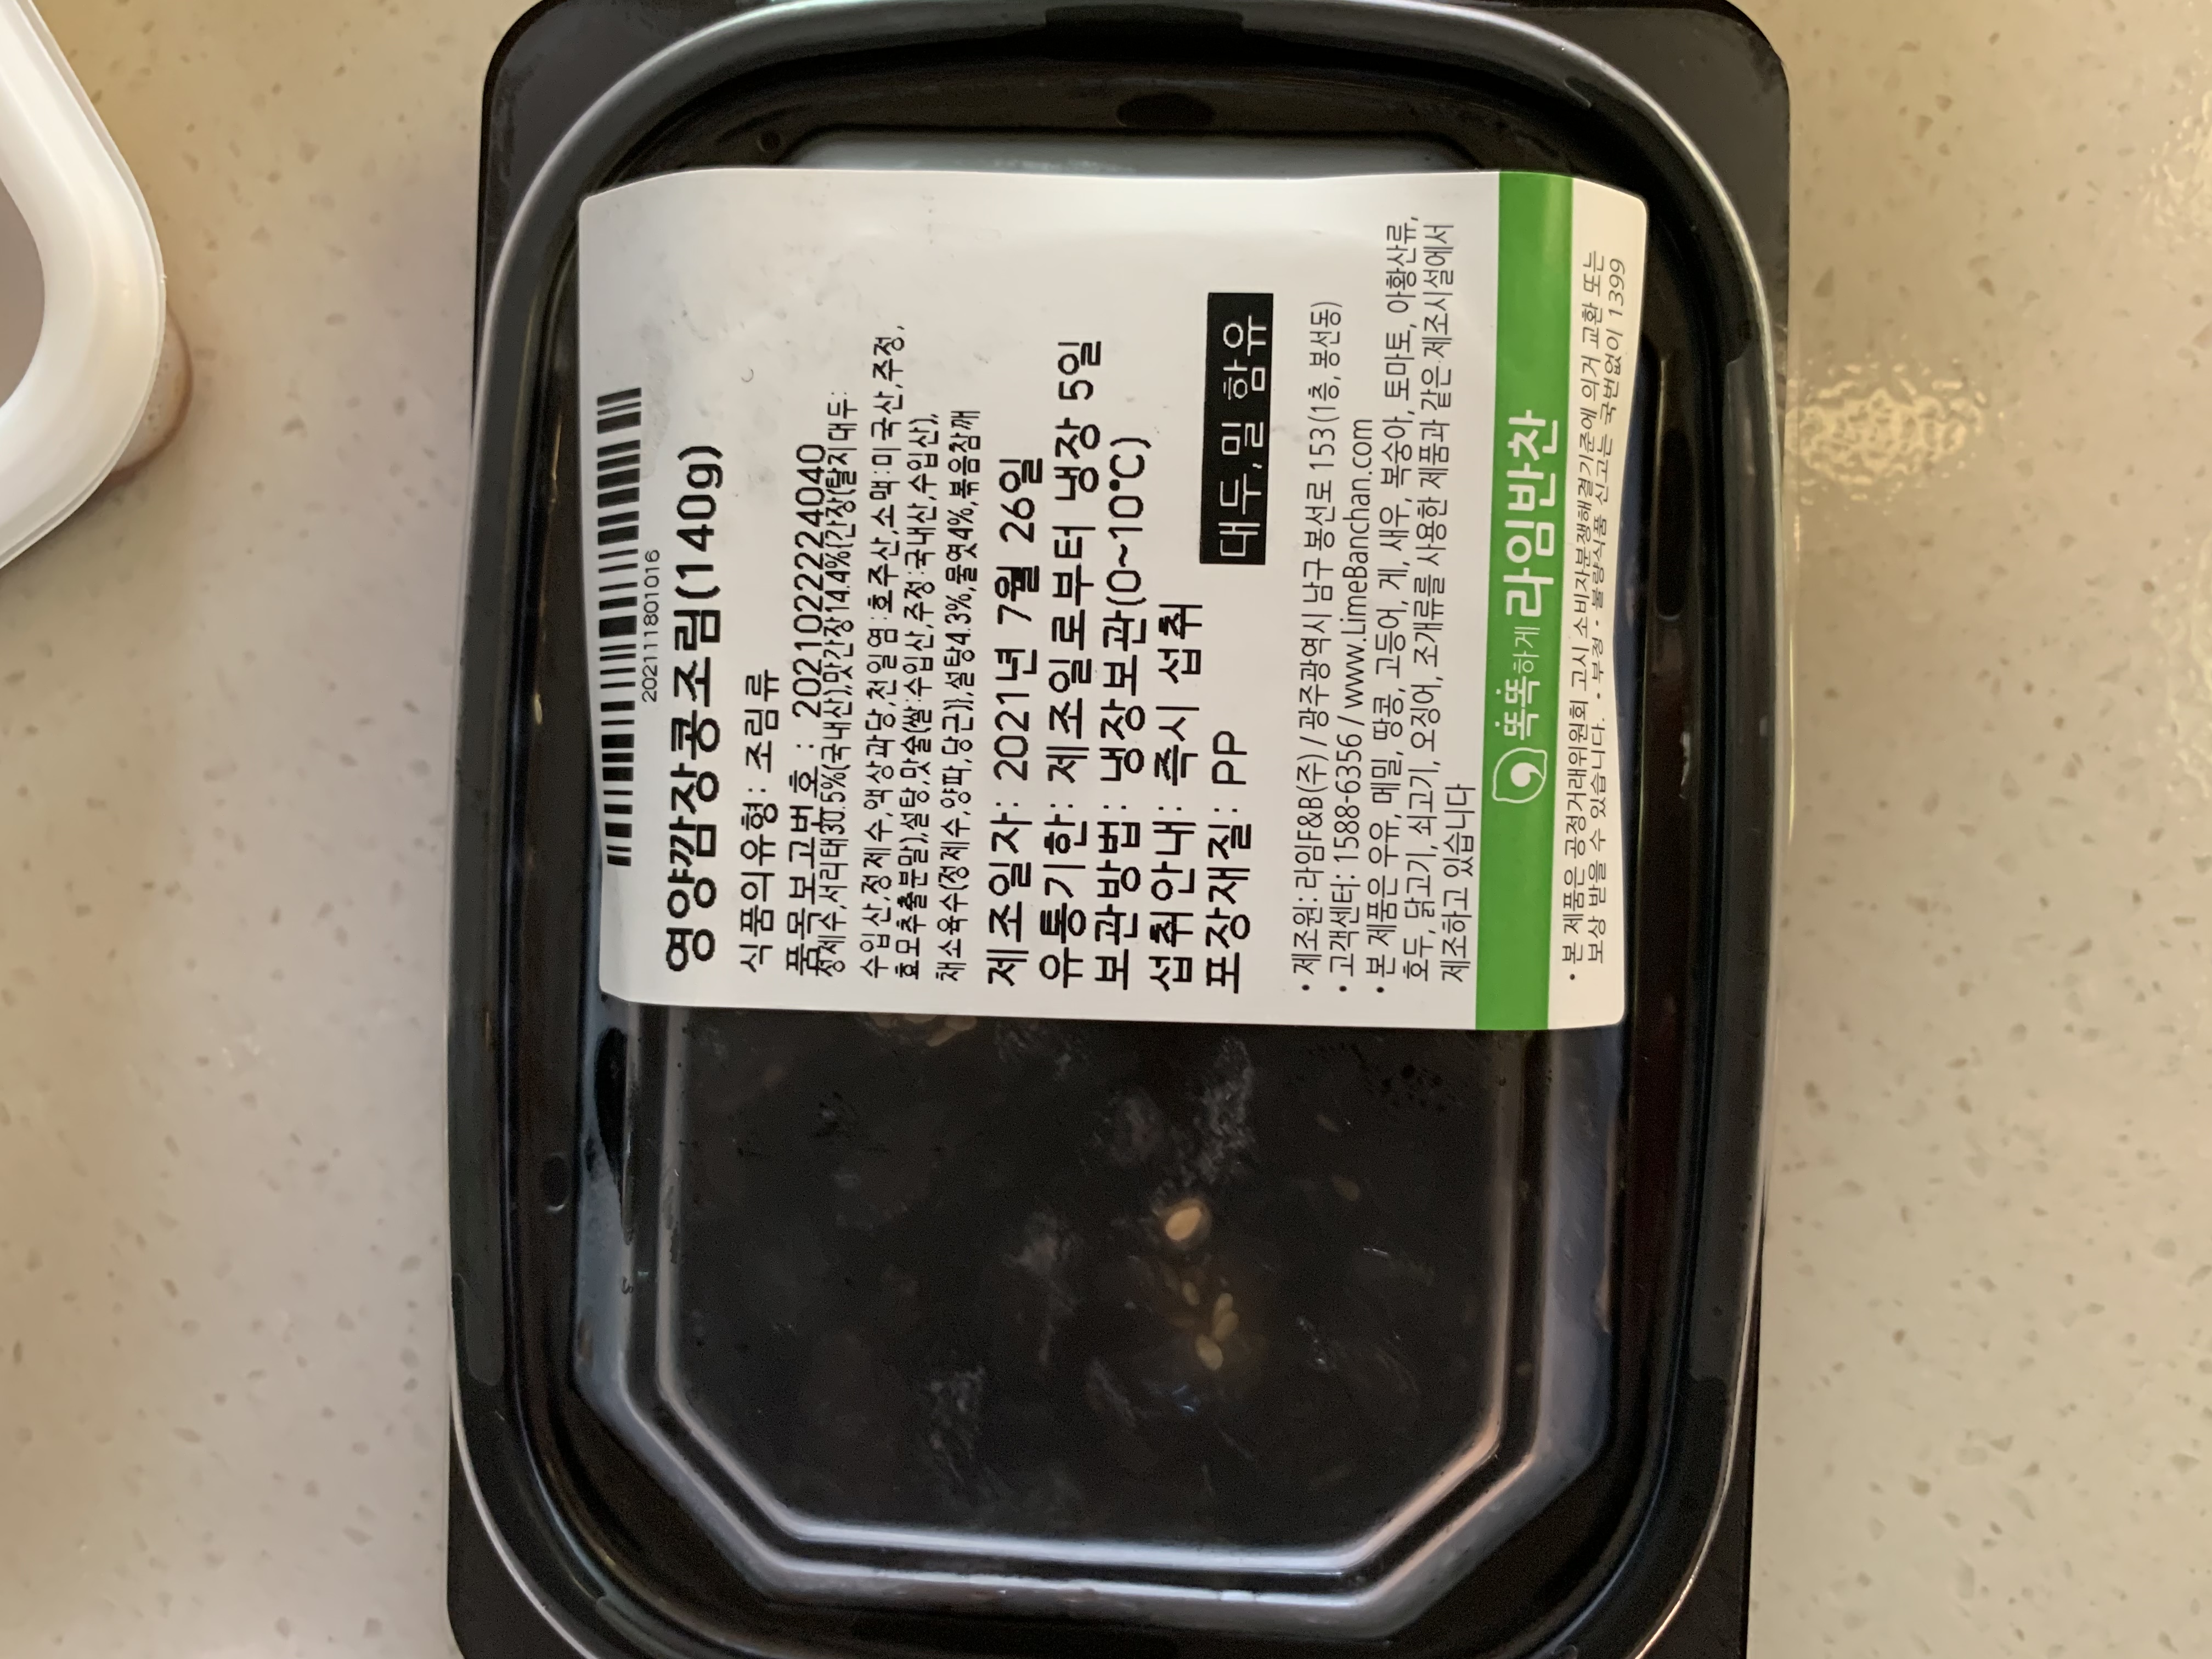 2021118010​16
영양깜장콩조림(140g)
식품의유형: 조림류
품목보고번호 : 20210222224040
정제수,서리태30.5%(국내산),맛간장14.4%{간장(탈지대두:
수입산,정제수,액상과당,천일염:호주산,소맥:미국산,주정,
효모추출분말),설탕,맛술(쌀:수입산,주정:국내산,수입산),
채소육수(정제수,양파,당근)},설탕4.3%,물엿4%,볶음참깨
제조일자: 2021년 7월 26일
유통기한: 제조일로부터 냉장 5일
보관방법: 냉장보관(0~10℃)
섭취안내: 즉시 섭취
포장재질: PP
대두,밀 함유
• 제조원: 라임F&B(주) / 광주광역시 남구 봉선로 153(1층, 봉선동)
• 고객센터: 1588-6356 / www.LimeBanchan.com
• 본 제품은 우유, 메밀, 땅콩, 고등어, 게, 새우, 복숭아, 토마토, 아황산류,
호두, 닭고기, 쇠고기, 오징어, 조개류를 사용한 제품과 같은 제조시설에서
제조하고 있습니다
똑똑하게 라임반찬
• 본 제품은 공정거래위원회 고시 소비자분쟁해결기준에 의거 교환 또는
보상 받을 수 있습니다. • 부정 • 불량식품 신고는 국번없이 1399